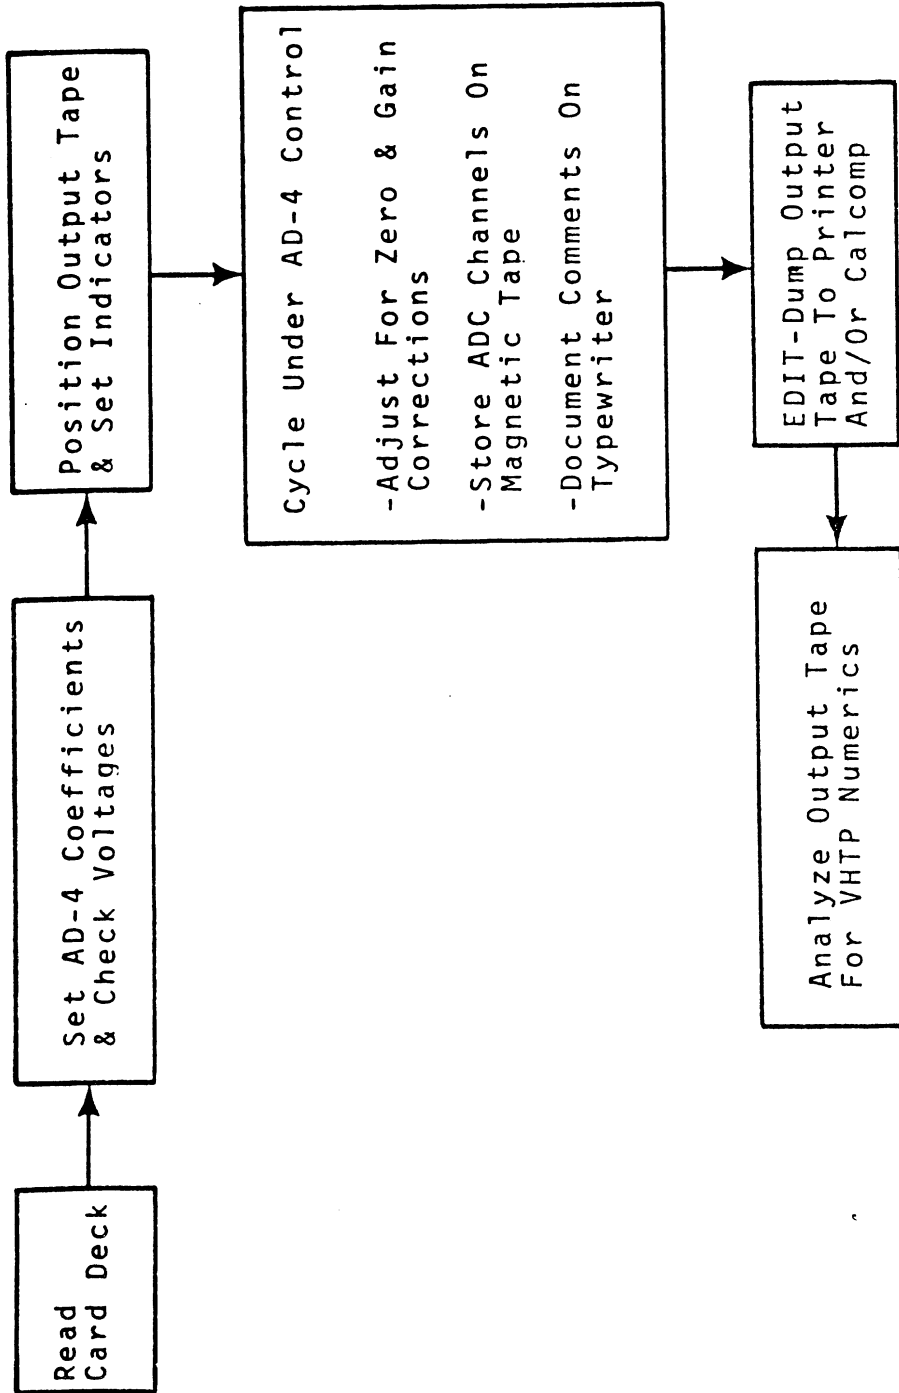 Read
Card Deck
Set AD-4 Coefficients
& Check Voltages
Position Output Tape
& Set Indicators
Cycle Under AD-4 Control
-Adjust For Zero & Gain
Corrections
-Store ADC Channels On
Magnetic Tape
-Document Comments On
Typewriter
EDIT-Dump Output
Tape To Printer
And/Or Calcomp
Analyze Output Tape
For VHTP Numerics